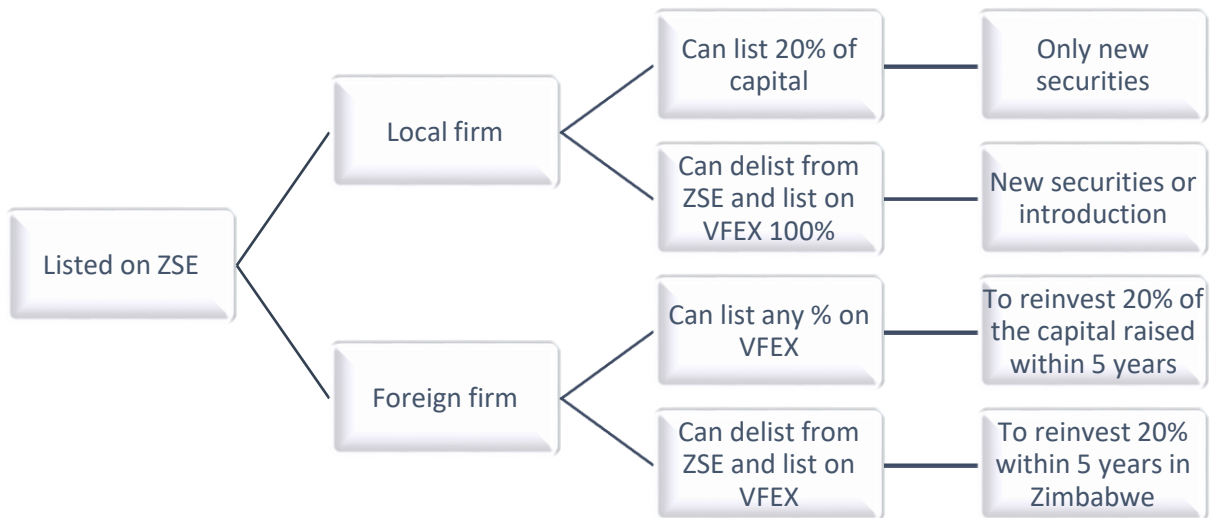 Listed on ZSE
Local firm
Can list 20% of
capital
Only new
securities
Can delist from
ZSE and list on
VFEX 100%
New securities or
introduction
Foreign firm
Can list any % on
VFEX
To reinvest 20% of
the capital raised
within 5 years
Can delist from
ZSE and list on
VFEX
To reinvest 20%
within 5 years in
Zimbabwe